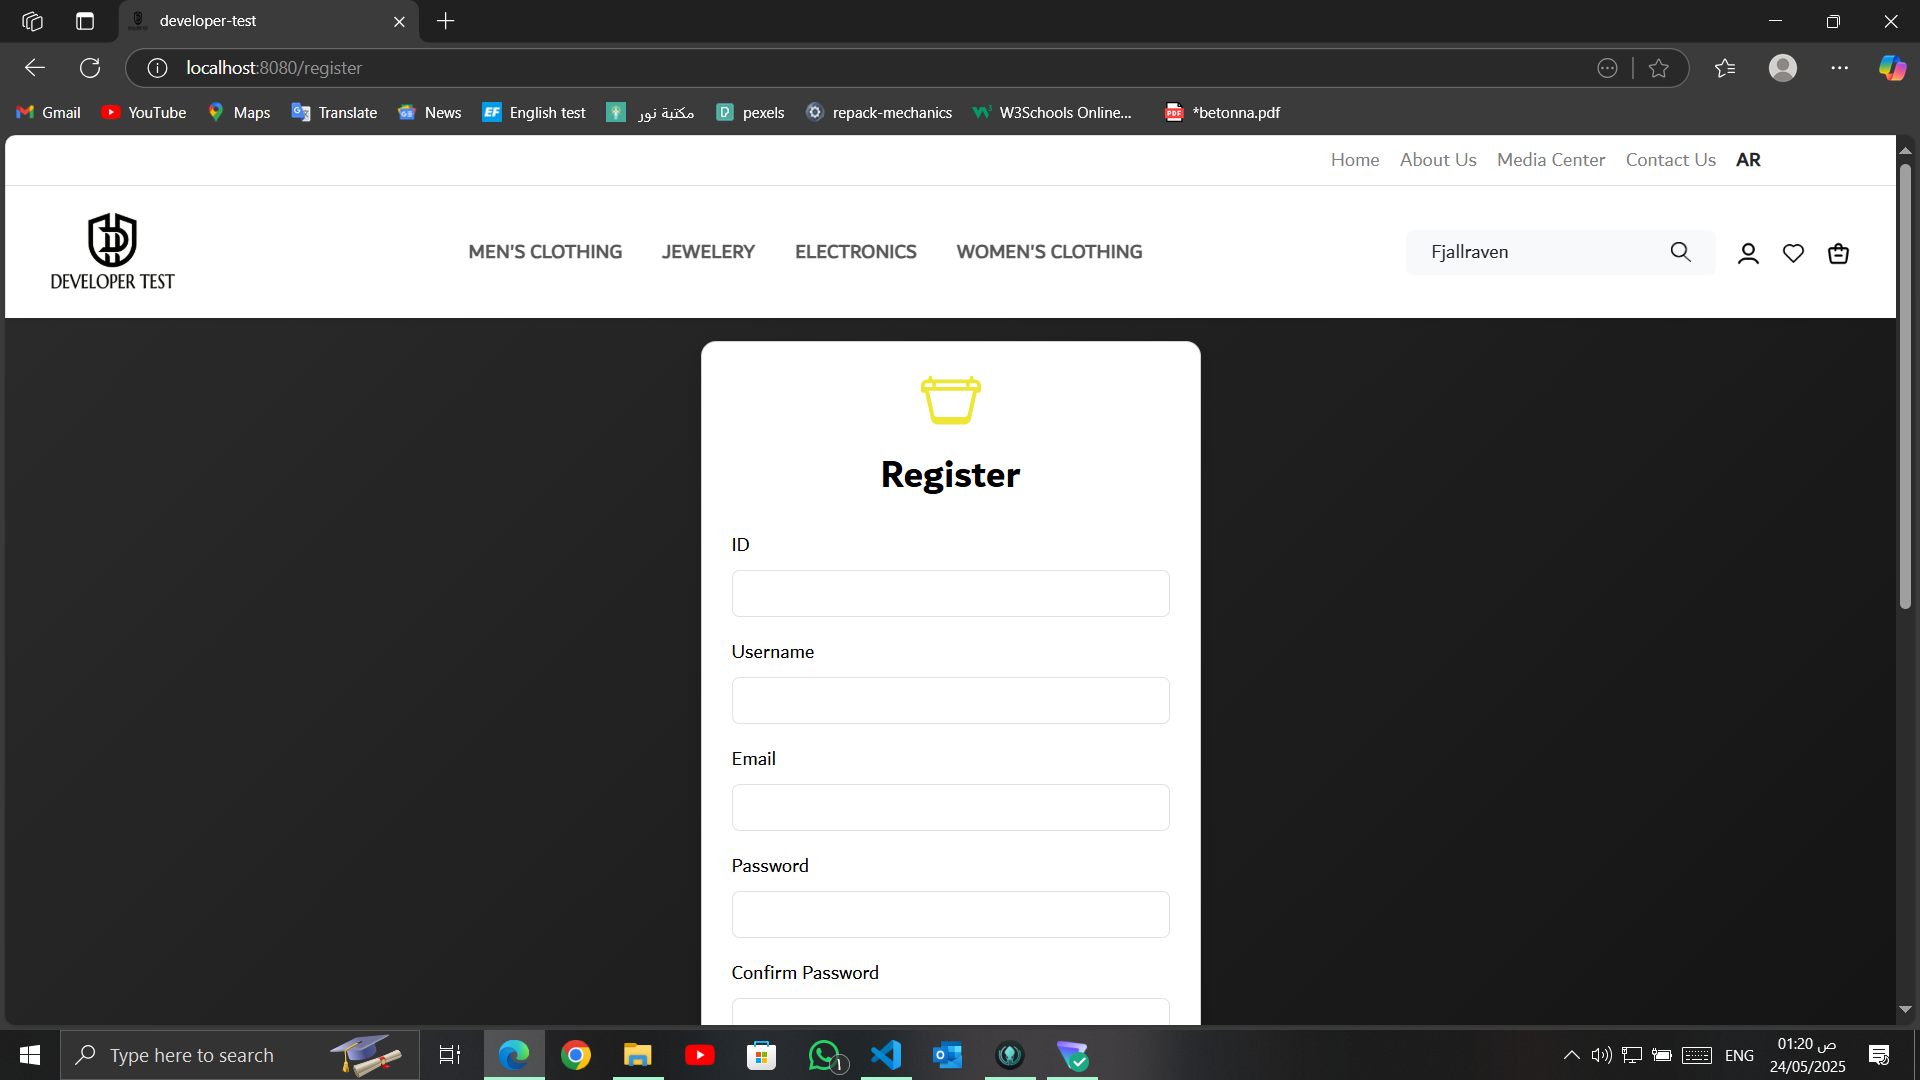 developer-test
localhost:8080/register
Gmail
YouTube
Maps
Translate
News
EF
English test
مكتبة نور
pexels
repack-mechanics
W3Schools Online...
PDF
*betonna.pdf
Home
About Us
Media Center
Contact Us
AR
DEVELOPER TEST
MEN'S CLOTHING
JEWELERY
ELECTRONICS
WOMEN'S CLOTHING
Fjallraven
Register
ID
Username
Email
Password
Confirm Password
Type here to search
ENG
01:20 ص
24/05/2025